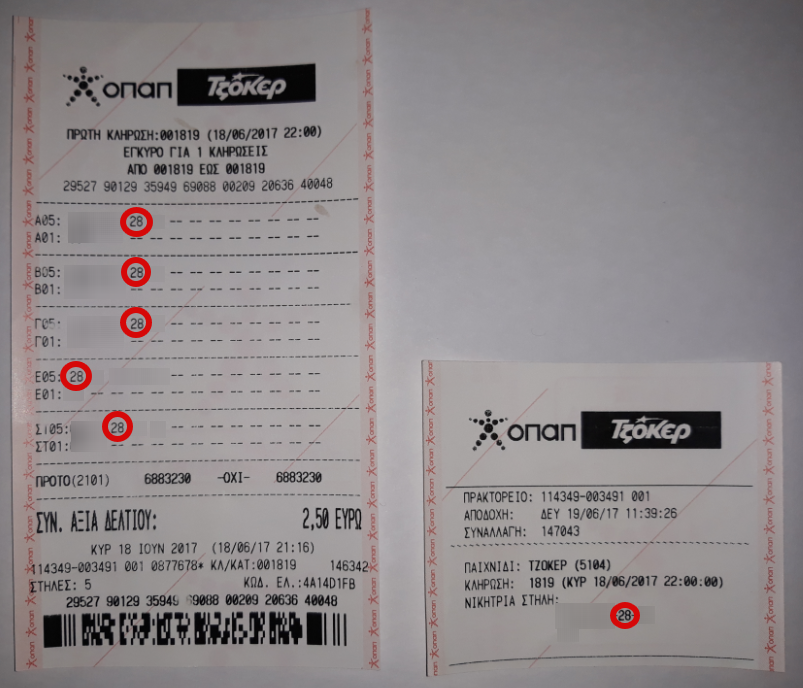 οπαπ ΤζόΚερ
ΠΡΩΤΗ ΚΛΗΡΩΣΗ:001819 (18/06/2017 22:00)
ΕΓΚΥΡΟ ΓΙΑ 1 ΚΛΗΡΩΣΕΙΣ
ΑΠΟ 001819 ΕΩΣ 001819
29527 90129 35949 69088 00209 20636 40048
Α05: 28 -- -- -- -- -- --
Α01: -- -- -- -- -- -- -- -- --
Β05: 28 -- -- -- -- -- --
Β01: -- -- -- -- -- -- -- -- --
Γ05: 28 -- -- -- -- -- --
Γ01: -- -- -- -- -- -- -- -- --
Ε05: 28 -- -- -- -- -- --
Ε01: -- -- -- -- -- -- -- -- --
ΣΤ05: 28 -- -- -- -- -- --
ΣΤ01: -- -- -- -- -- -- -- --
ΠΡΟΤΟ(2101) 6883230 -ΟΧΙ- 6883230
ΣΥΝ. ΑΞΙΑ ΔΕΛΤΙΟΥ: 2,50 ΕΥΡΩ
ΚΥΡ 18 ΙΟΥΝ 2017 (18/06/17 21:16)
114349-003491 001 0877678* ΚΛ/ΚΑΤ:001819 146342
ΣΤΗΛΕΣ: 5 ΚΩΔ. ΕΛ.:4A14D1FB
29527 90129 35949 69088 00209 20636 40048
οπαπ ΤζόΚερ
ΠΡΑΚΤΟΡΕΙΟ: 114349-003491 001
ΑΠΟΔΟΧΗ: ΔΕΥ 19/06/17 11:39:26
ΣΥΝΑΛΛΑΓΗ: 147043
ΠΑΙΧΝΙΔΙ: ΤΖΟΚΕΡ (5104)
ΚΛΗΡΩΣΗ: 1819 (ΚΥΡ 18/06/2017 22:00:00)
ΝΙΚΗΤΡΙΑ ΣΤΗΛΗ:
-28-